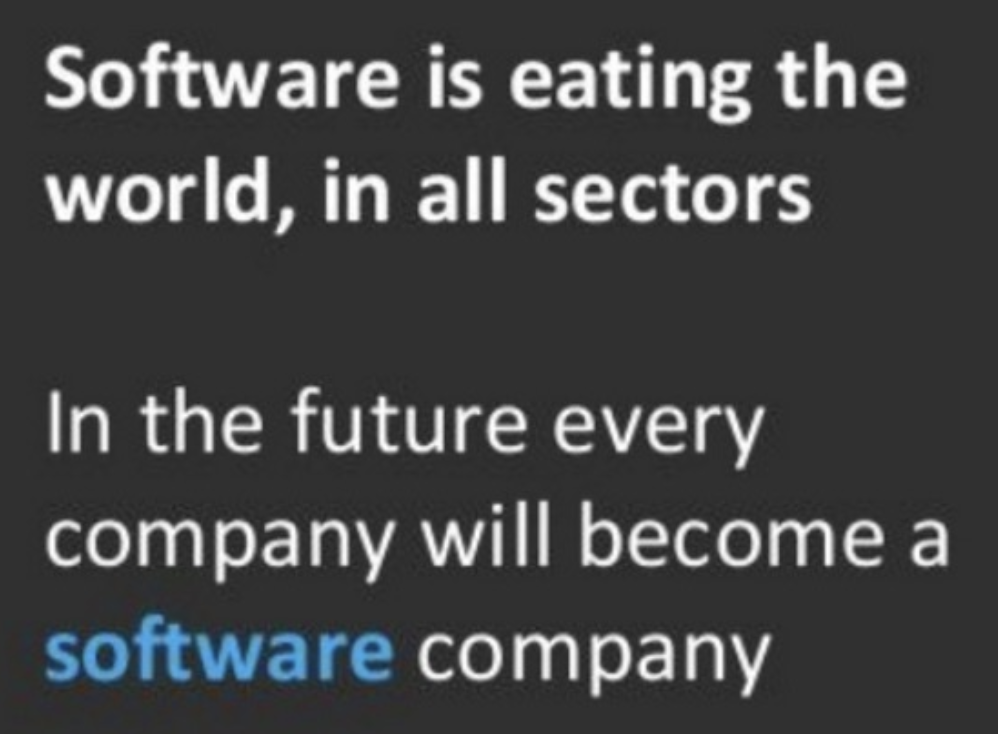 Software is eating the
world, in all sectors
In the future every
company will become a
software company